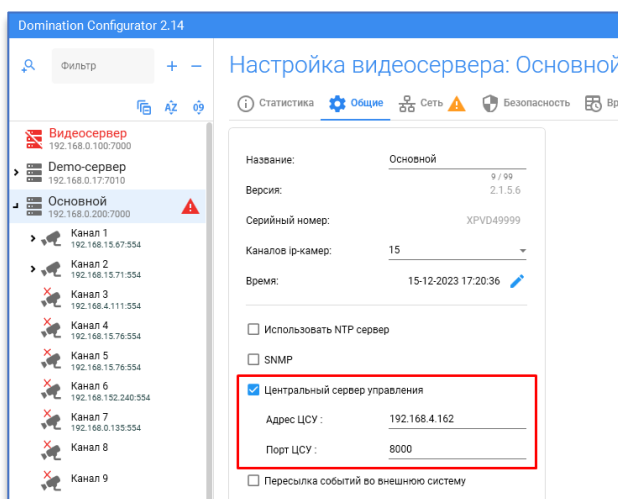 Domination Configurator 2.14
Фильтр
Настройка видеосервера: Основной
Статистика Общие Сеть Безопасность Вр
Видеосервер
192.168.0.100:7000
Demo-сервер
192.168.0.17:7010
Основной
192.168.0.200:7000
Канал 1
192.168.15.67:554
Канал 2
192.168.15.71:554
Канал 3
192.168.4.111:554
Канал 4
192.168.15.76:554
Канал 5
192.168.15.76:554
Канал 6
192.168.152.240:554
Канал 7
192.168.0.135:554
Канал 8
Канал 9
Название: Основной
9 / 99
Версия: 2.1.5.6
Серийный номер: XPVD49999
Каналов ip-камер: 15
Время: 15-12-2023 17:20:36
Использовать NTP сервер
SNMP
Центральный сервер управления
Адрес ЦСУ : 192.168.4.162
Порт ЦСУ : 8000
Пересылка событий во внешнюю систему